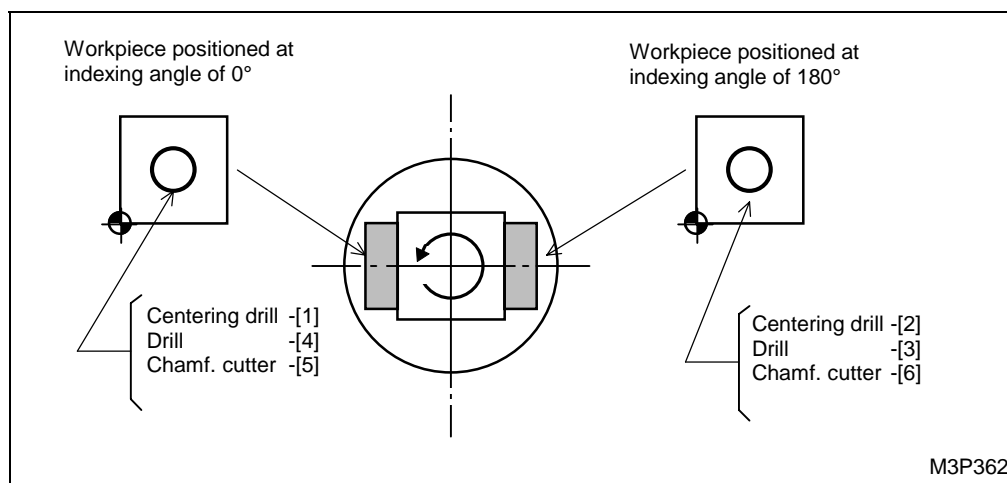 Workpiece positioned at
indexing angle of 0°
Workpiece positioned at
indexing angle of 180°
Centering drill -[1]
Drill -[4]
Chamf. cutter -[5]
Centering drill -[2]
Drill -[3]
Chamf. cutter -[6]
M3P362